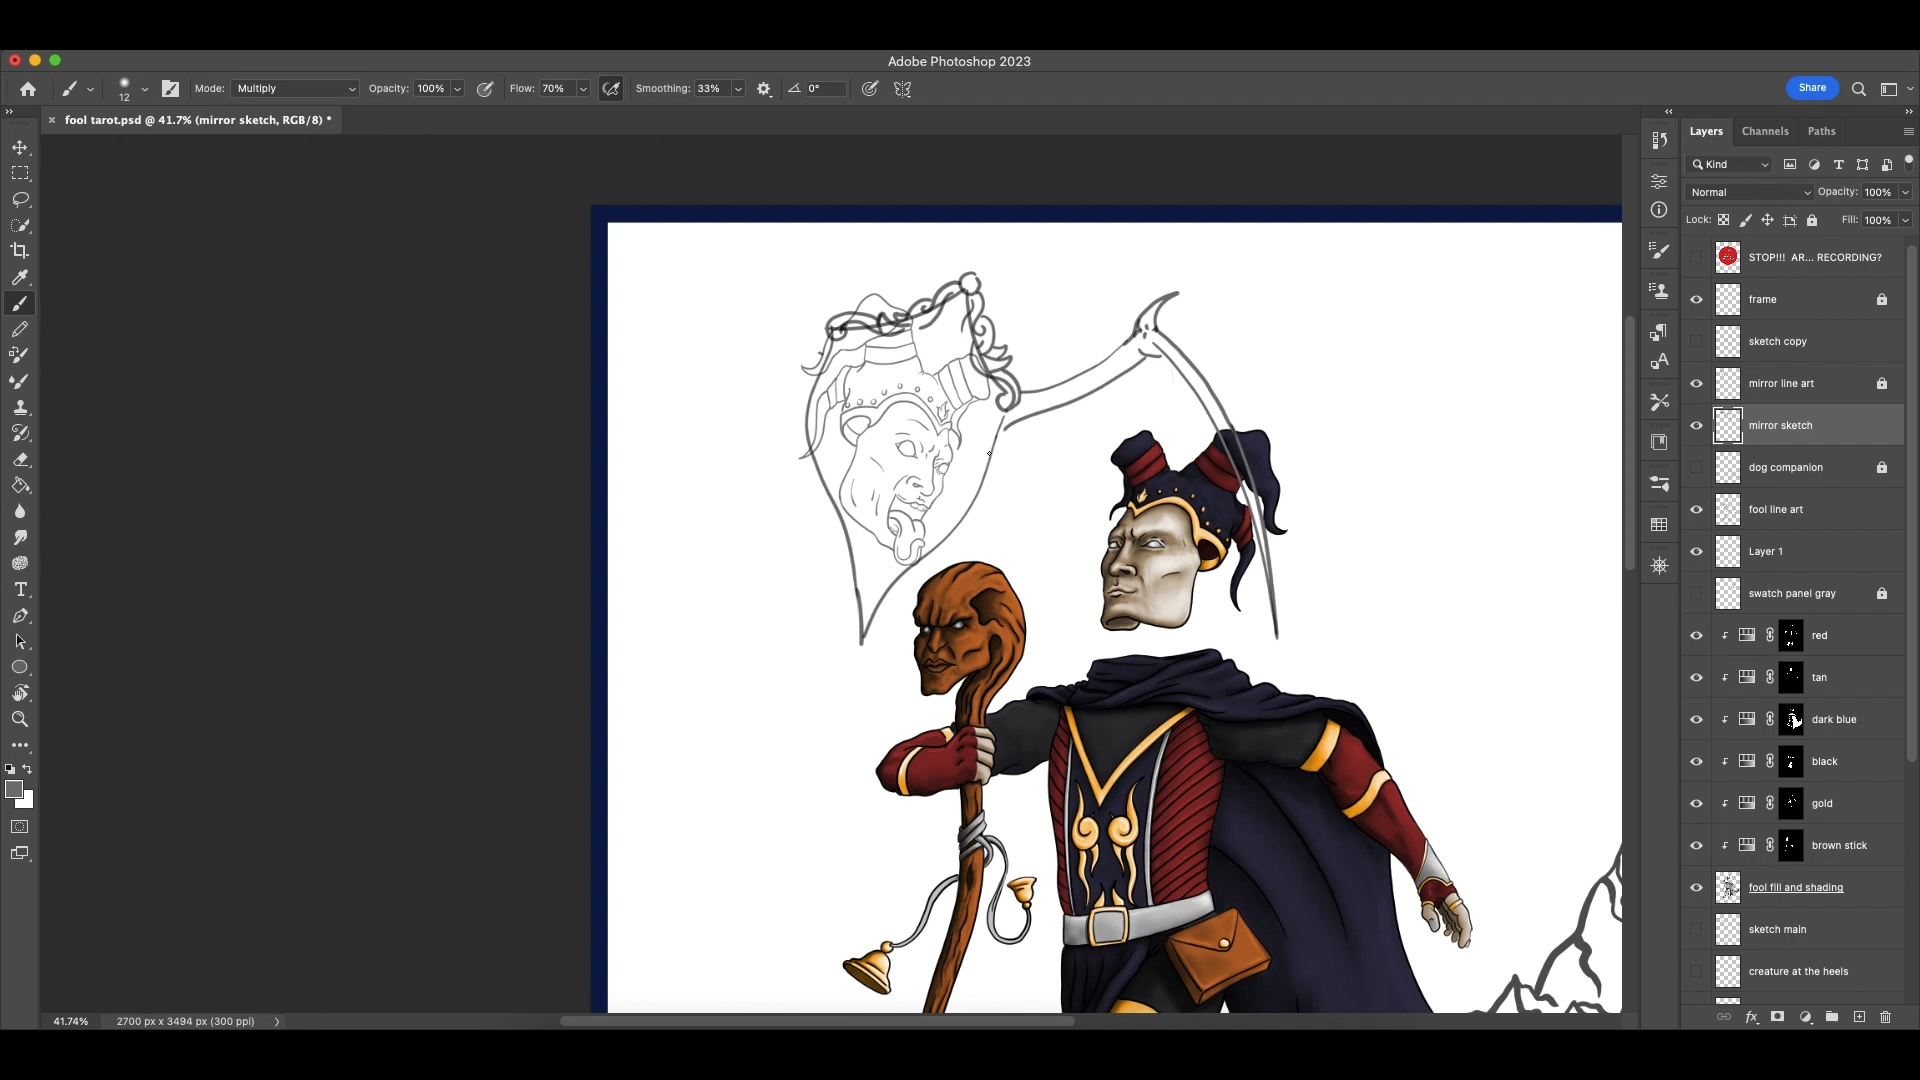 Adobe Photoshop 2023
12 Mode: Multiply Opacity: 100% Flow: 70% Smoothing: 33% 0° Share
fool tarot.psd @ 41.7% (mirror sketch, RGB/8) *
Layers Channels Paths
Kind
Normal Opacity: 100%
Lock: Fill: 100%
STOP!!! AR... RECORDING?
frame
sketch copy
mirror line art
mirror sketch
dog companion
fool line art
Layer 1
swatch panel gray
red
tan
dark blue
black
gold
brown stick
fool fill and shading
sketch main
creature at the heels
41.74% 2700 px x 3494 px (300 ppi)